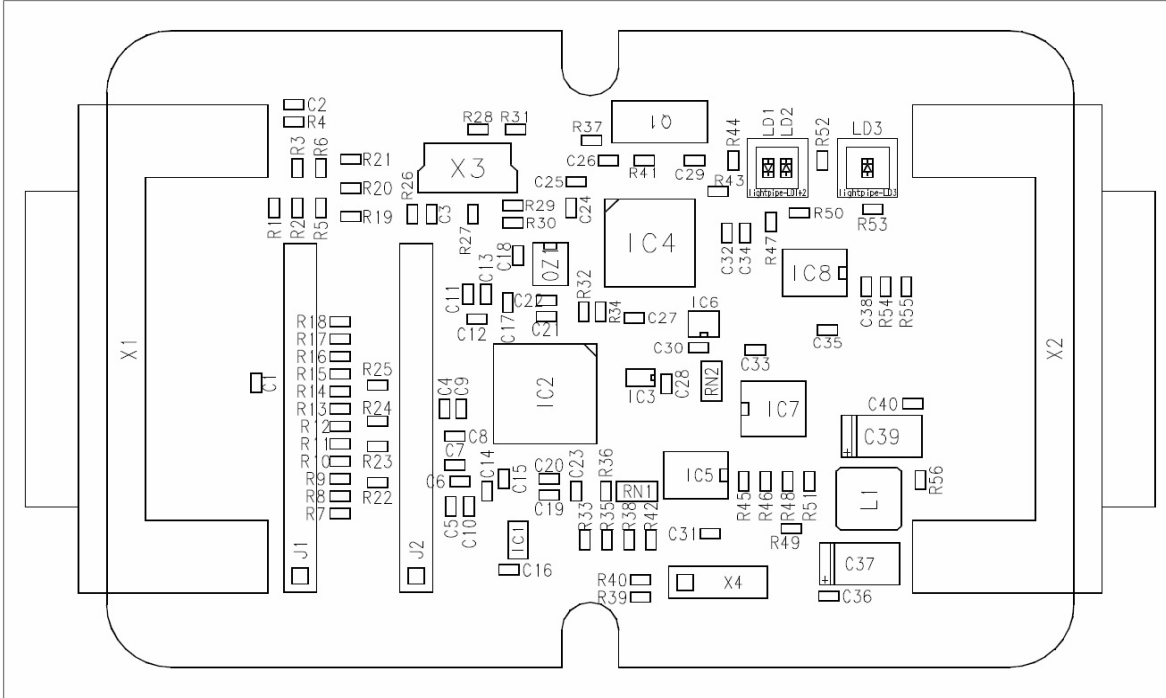 C2
R4
R3
R6
R21
R20
R19
R1
R2
R5
R28
R31
X3
R26
C3
R27
R29
R30
R37
Q1
C26
R41
C29
C25
C24
R44
LD1
LD2
lightpipe-LD1+2
R52
LD3
lightpipe-LD3
R43
R50
R53
R47
C32
C34
IC4
IC8
C18
OZ1
C11
C13
C12
C17
C22
C21
R32
R34
C27
IC6
C38
R54
R55
C35
C30
C33
X1
X2
R18
R17
R16
R15
R14
R13
R12
R11
R10
R9
R8
R7
C1
R25
R24
R23
R22
C4
C9
IC2
IC3
C28
RN2
IC7
C40
C39
+
C8
C7
C6
C14
C15
C20
C19
C23
R36
RN1
IC5
R45
R46
R48
R51
L1
R56
C5
C10
IC1
R33
R35
R38
R42
C31
R49
J1
J2
C16
R40
R39
X4
C37
+
C36